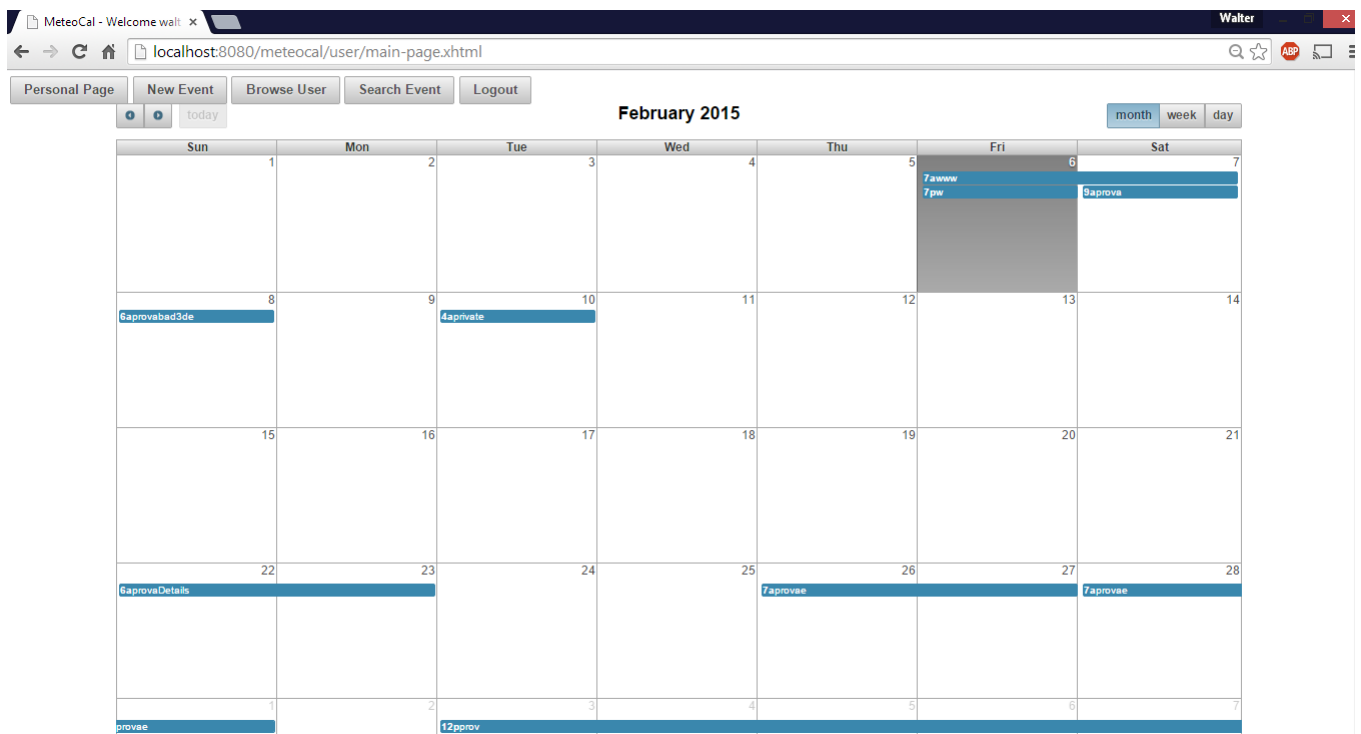 MeteoCal - Welcome walt
Walter
localhost:8080/meteocal/user/main-page.xhtml
ABP
Personal Page New Event Browse User Search Event Logout
today February 2015 month week day
Sun Mon Tue Wed Thu Fri Sat
1 2 3 4 5 6 7
7awww
7pw 9aprova
8 9 10 11 12 13 14
6aprovabad3de 4aprivate
15 16 17 18 19 20 21
22 23 24 25 26 27 28
6aprovaDetails 7aprovae 7aprovae
1 2 3 4 5 6 7
provae 12pprov